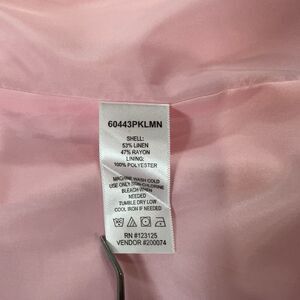 60443PKLMN
SHELL:
53% LINEN
47% RAYON
LINING:
100% POLYESTER
MACHINE WASH COLD
USE ONLY NON-CHLORINE
BLEACH WHEN
NEEDED
TUMBLE DRY LOW
COOL IRON IF NEEDED
RN #123125
VENDOR #200074